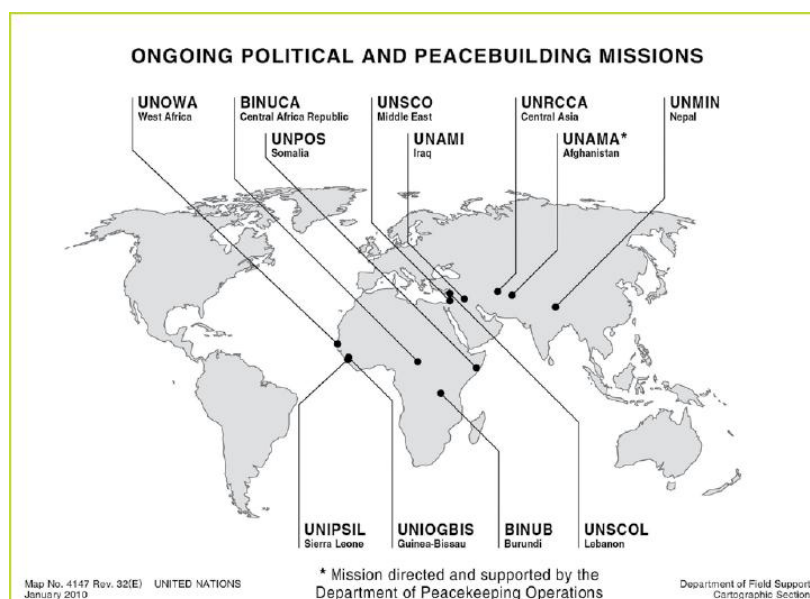 ONGOING POLITICAL AND PEACEBUILDING MISSIONS
UNOWA
West Africa
BINUCA
Central Africa Republic
UNSCO
Middle East
UNRCCA
Central Asia
UNMIN
Nepal
UNPOS
Somalia
UNAMI
Iraq
UNAMA*
Afghanistan
UNIPSIL
Sierra Leone
UNIOGBIS
Guinea-Bissau
BINUB
Burundi
UNSCOL
Lebanon
Map No. 4147 Rev. 32(E) UNITED NATIONS
January 2010
* Mission directed and supported by the
Department of Peacekeeping Operations
Department of Field Support
Cartographic Section